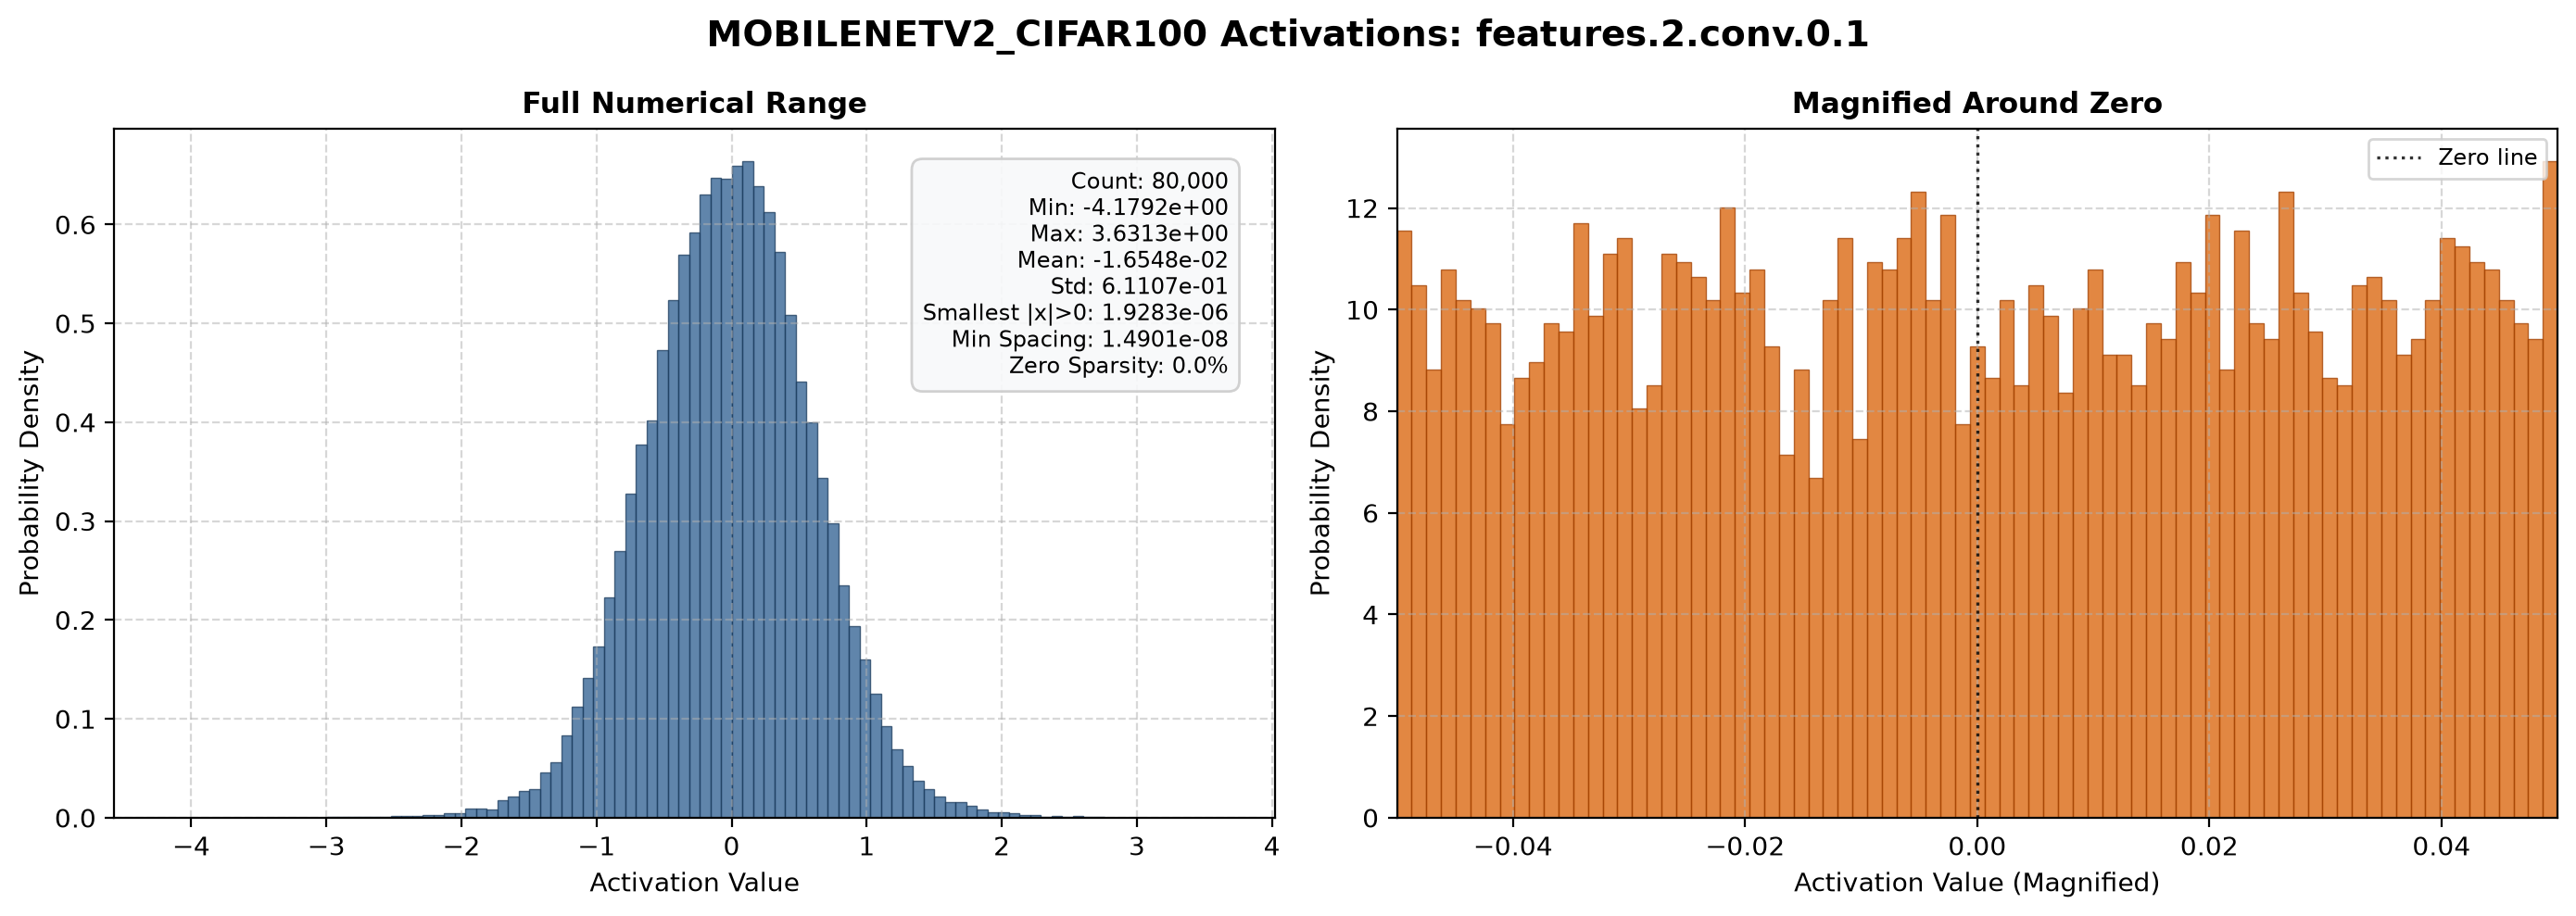 MOBILENETV2_CIFAR100 Activations: features.2.conv.0.1
Full Numerical Range
Probability Density
0.6
0.5
0.4
0.3
0.2
0.1
0.0
Count: 80,000
Min: -4.1792e+00
Max: 3.6313e+00
Mean: -1.6548e-02
Std: 6.1107e-01
Smallest |x|>0: 1.9283e-06
Min Spacing: 1.4901e-08
Zero Sparsity: 0.0%
−4 −3 −2 −1 0 1 2 3 4
Activation Value
Magnified Around Zero
Zero line
Probability Density
12
10
8
6
4
2
0
−0.04 −0.02 0.00 0.02 0.04
Activation Value (Magnified)